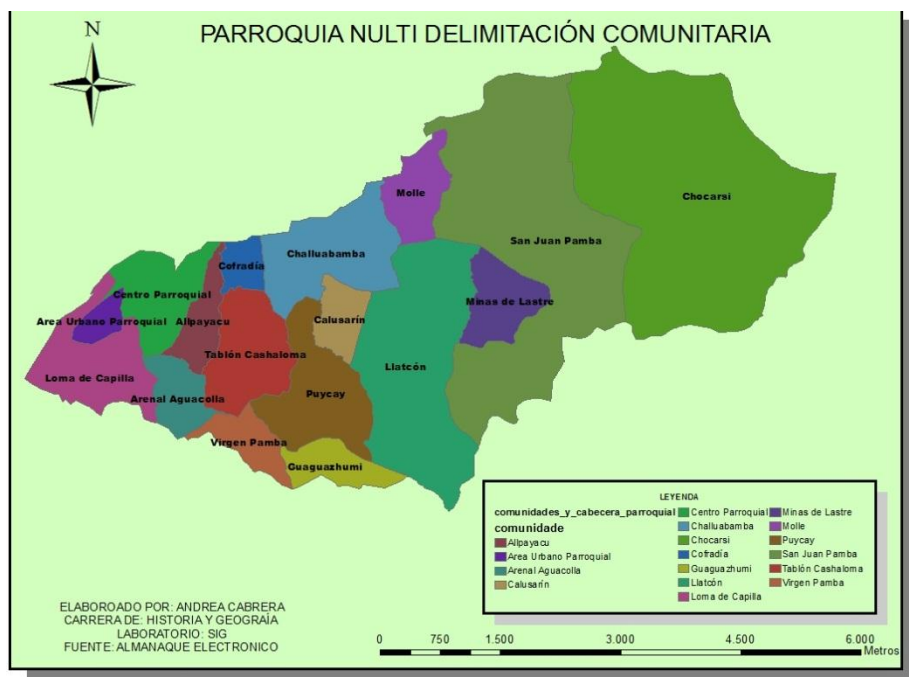 PARROQUIA NULTI DELIMITACIÓN COMUNITARIA
N
Molle
Chocarsi
San Juan Pamba
Challuabamba
Cofradía
Centro Parroquial
Minas de Lastre
Area Urbano Parroquial
Allpayacu
Calusarín
Tablón Cashaloma
Llatcón
Loma de Capilla
Puycay
Arenal Aguacolla
Virgen Pamba
Guaguazhumi
LEYENDA
comunidades_y_cabecera_parroquial
comunidade
Allpayacu
Area Urbano Parroquial
Arenal Aguacolla
Calusarín
Centro Parroquial
Challuabamba
Chocarsi
Cofradía
Guaguazhumi
Llatcón
Loma de Capilla
Minas de Lastre
Molle
Puycay
San Juan Pamba
Tablón Cashaloma
Virgen Pamba
ELABOROADO POR: ANDREA CABRERA
CARRERA DE: HISTORIA Y GEOGRAÍA
LABORATORIO: SIG
FUENTE: ALMANAQUE ELECTRONICO
0 750 1.500 3.000 4.500 6.000
Metros